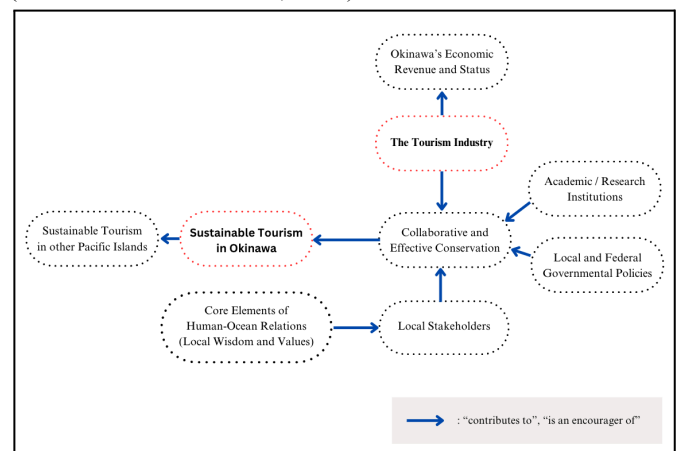 Okinawa's Economic
Revenue and Status
The Tourism Industry
Academic / Research
Institutions
Sustainable Tourism
in other Pacific Islands
Sustainable Tourism
in Okinawa
Collaborative and
Effective Conservation
Local and Federal
Governmental Policies
Core Elements of
Human-Ocean Relations
(Local Wisdom and Values)
Local Stakeholders
: "contributes to", "is an encourager of"